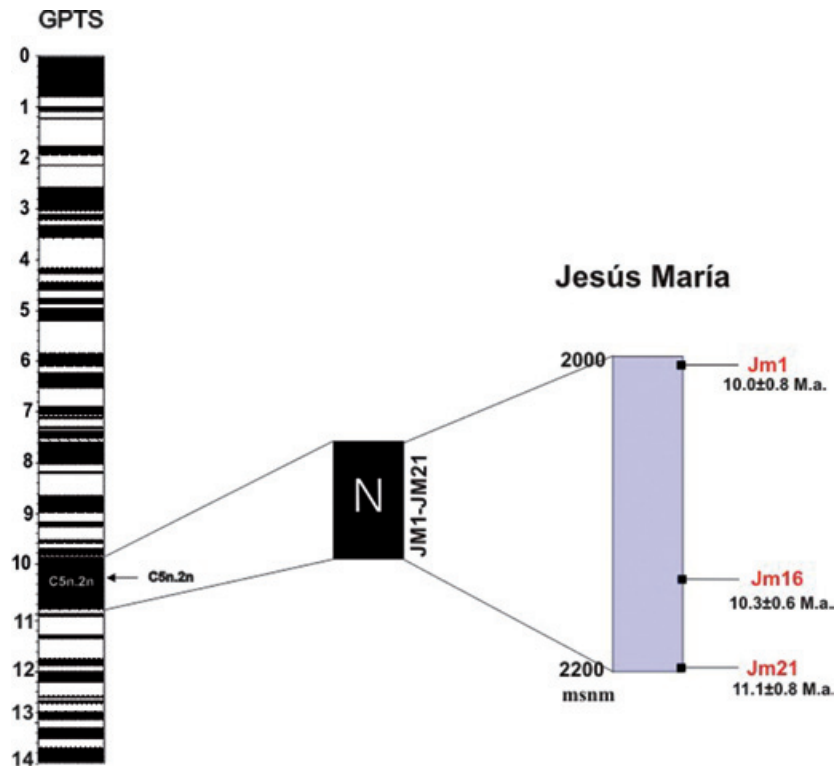 GPTS
0
1
2
3
4
5
6
7
8
9
10
11
12
13
14
C5n.2n
C5n.2n
N
JM1-JM21
Jesús María
2000
Jm1
10.0±0.8 M.a.
Jm16
10.3±0.6 M.a.
2200
msnm
Jm21
11.1±0.8 M.a.